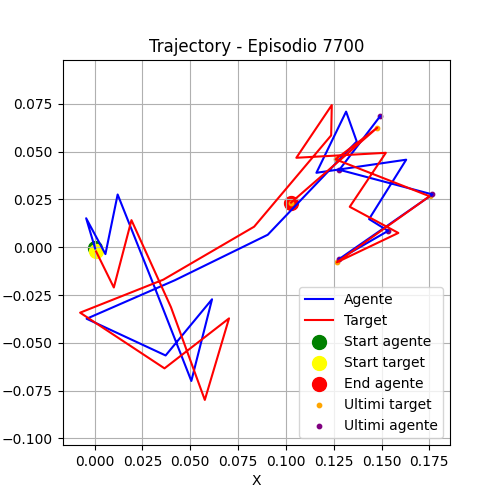 Trajectory - Episodio 7700
0.075
0.050
0.025
0.000
−0.025
−0.050
−0.075
−0.100
0.000 0.025 0.050 0.075 0.100 0.125 0.150 0.175
X
Agente
Target
Start agente
Start target
End agente
Ultimi target
Ultimi agente